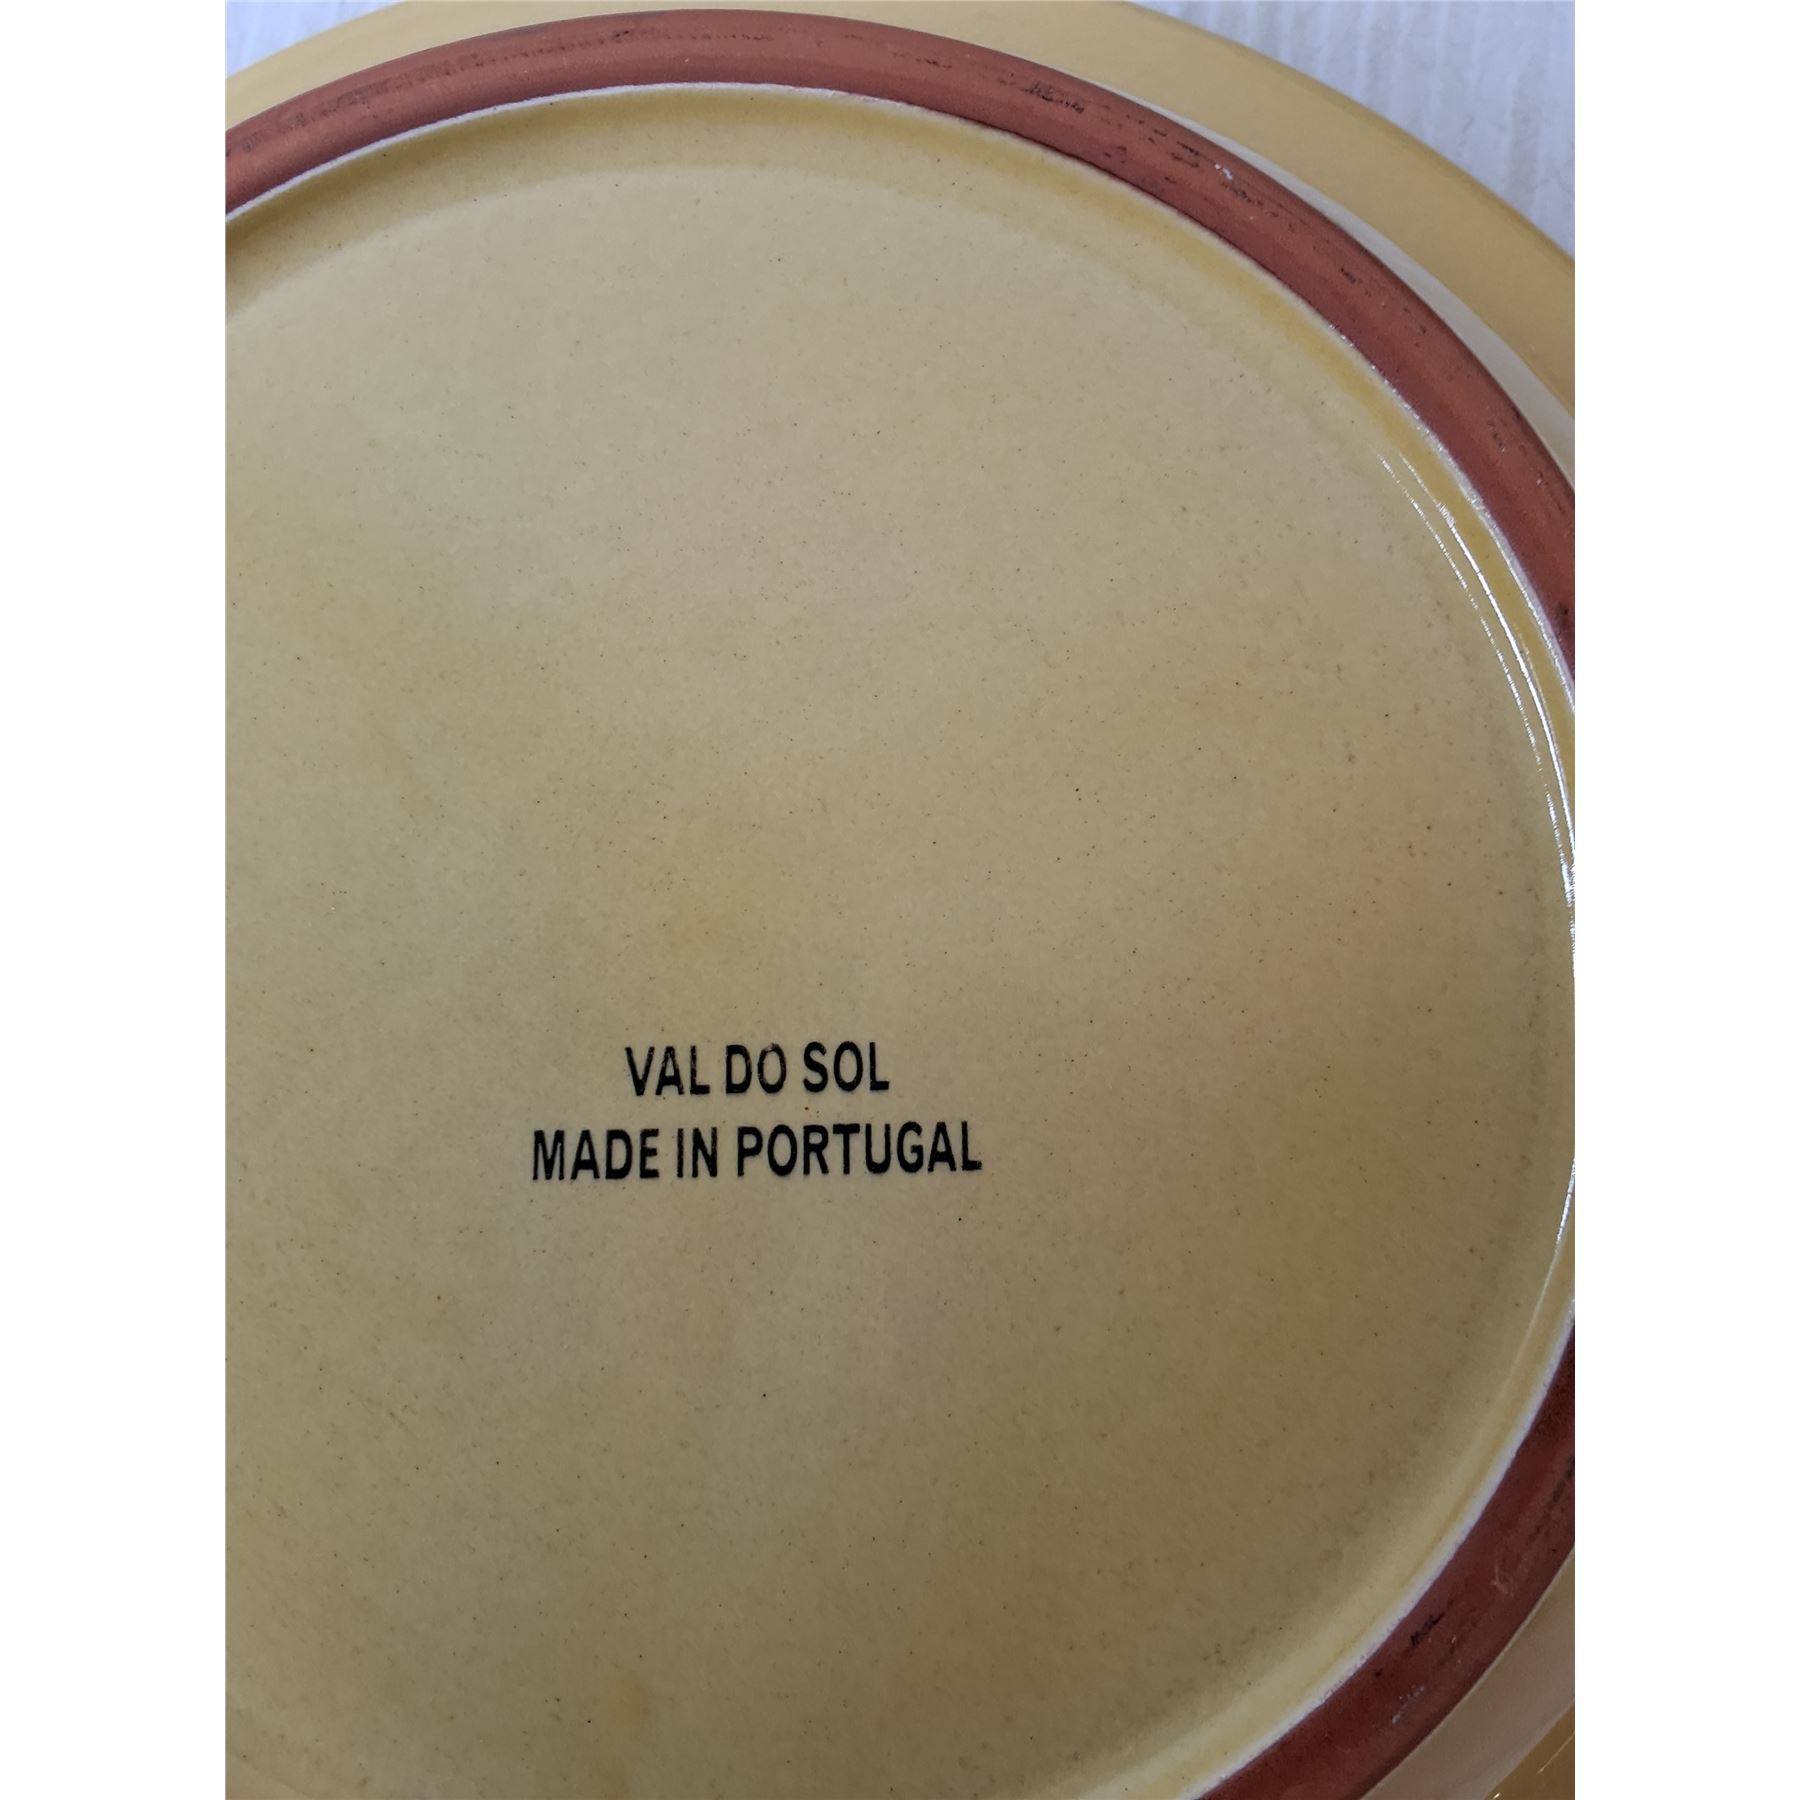 VAL DO SOL
MADE IN PORTUGAL